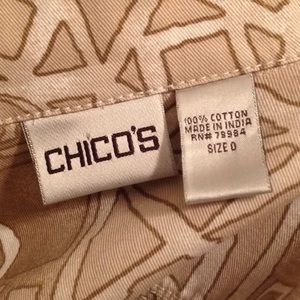 CHICO'S
100% COTTON
MADE IN INDIA
RN# 79984
SIZE 0